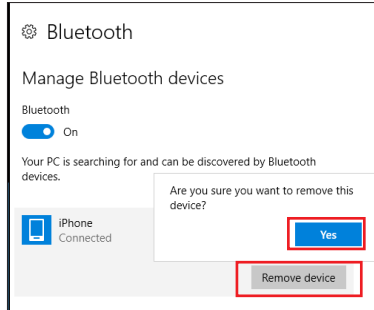 Bluetooth
Manage Bluetooth devices
Bluetooth
On
Your PC is searching for and can be discovered by Bluetooth
devices.
Are you sure you want to remove this
device?
Yes
iPhone
Connected
Remove device